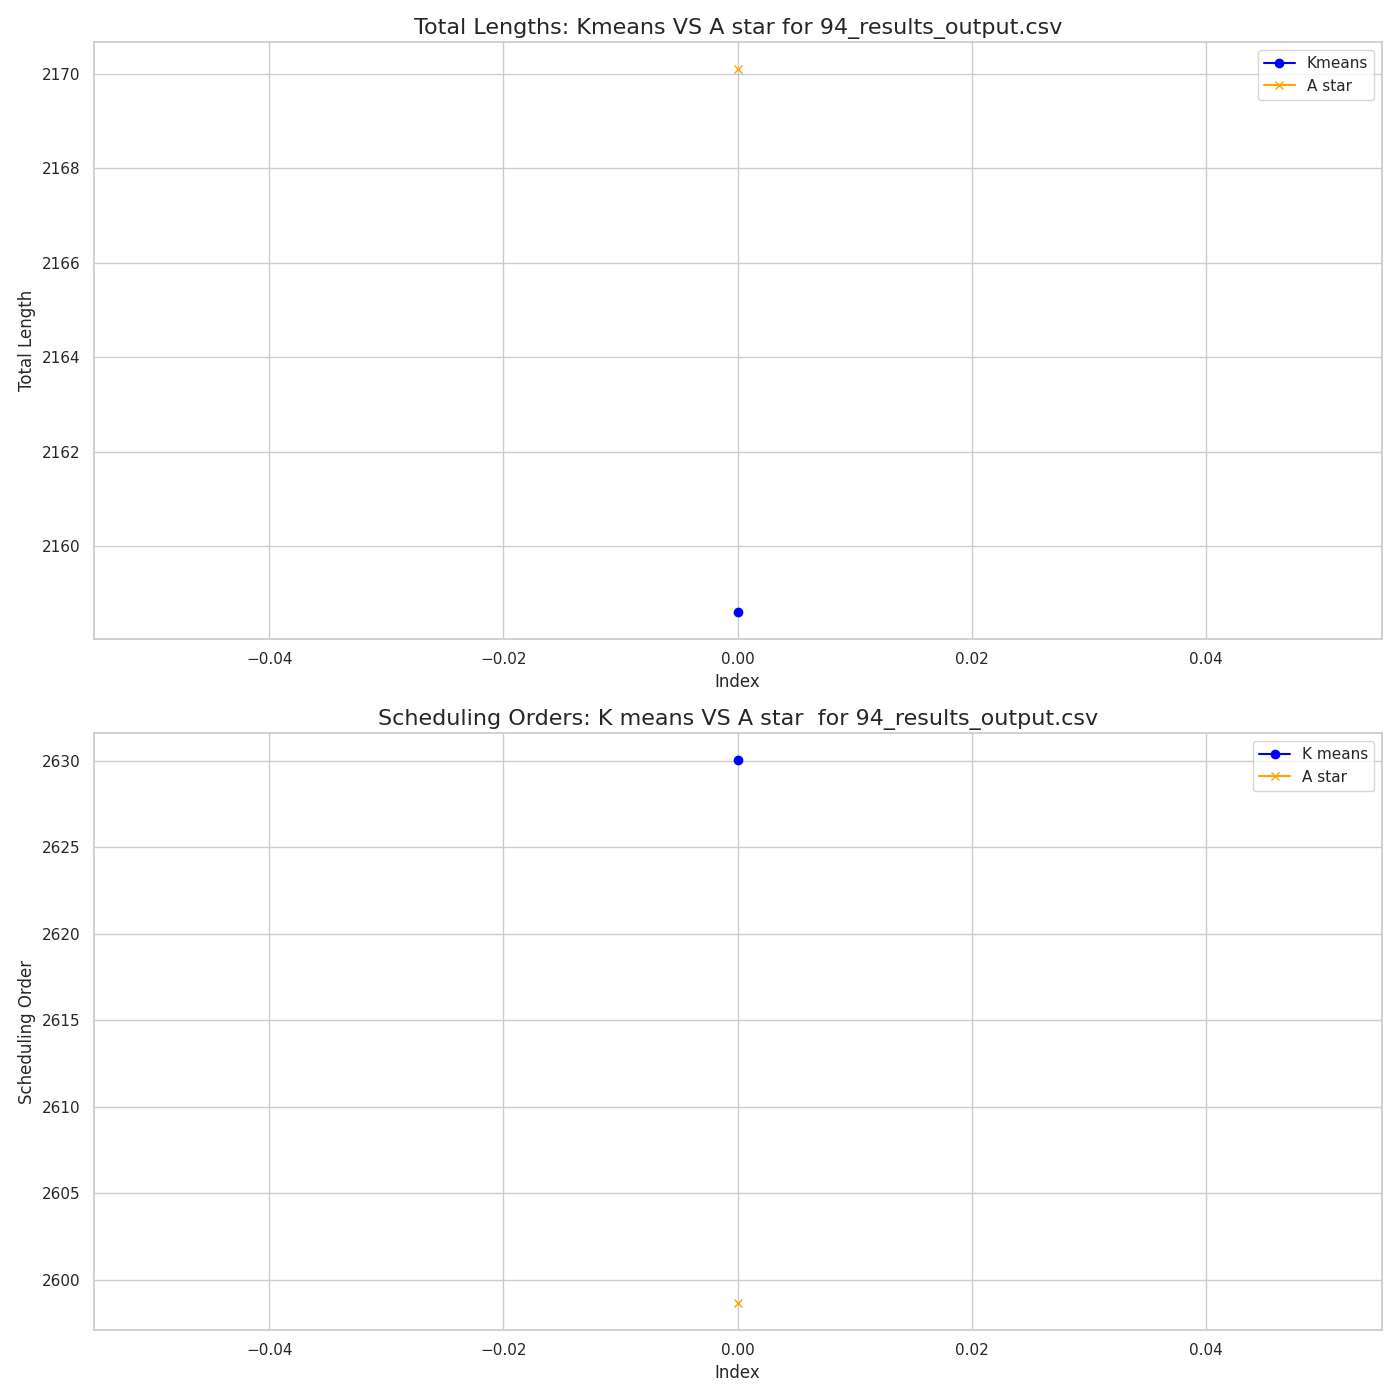 Total Lengths: Kmeans VS A star for 94_results_output.csv
Kmeans
A star
2170
2168
2166
2164
2162
2160
Total Length
−0.04
−0.02
0.00
0.02
0.04
Index
Scheduling Orders: K means VS A star  for 94_results_output.csv
K means
A star
2630
2625
2620
2615
2610
2605
2600
Scheduling Order
−0.04
−0.02
0.00
0.02
0.04
Index